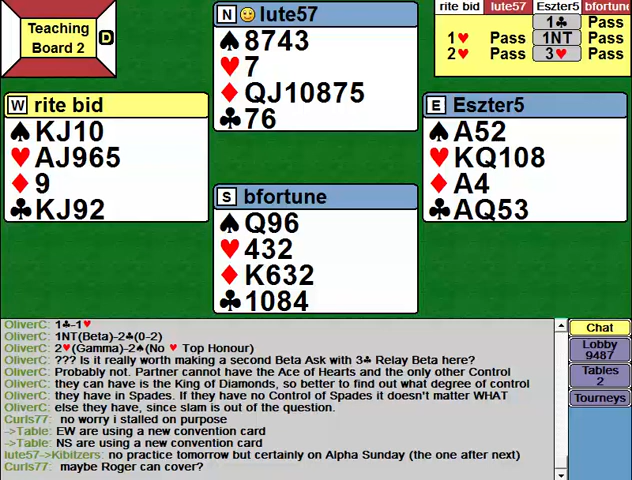 Teaching
Board 2
D
N lute57
♠8743
♥7
♦QJ10875
♣76
rite bid lute57 Eszter5 bfortune
1♣ Pass
1♥ Pass 1NT Pass
2♥ Pass 3♥ Pass
W rite bid
♠KJ10
♥AJ965
♦9
♣KJ92
E Eszter5
♠A52
♥KQ108
♦A4
♣AQ53
S bfortune
♠Q96
♥432
♦K632
♣1084
OliverC: 1♣-1♥
OliverC: 1NT(Beta)-2♣(0-2)
OliverC: 2♥(Gamma)-2♠(No ♥ Top Honour)
OliverC: ??? Is it really worth making a second Beta Ask with 3♣ Relay Beta here?
OliverC: Probably not. Partner cannot have the Ace of Hearts and the only other Control
OliverC: they can have is the King of Diamonds, so better to find out what degree of control
OliverC: they have in Spades. If they have no Control of Spades it doesn't matter WHAT
OliverC: else they have, since slam is out of the question.
Curls77: no worry i stalled on purpose
->Table: EW are using a new convention card
->Table: NS are using a new convention card
lute57->Kibitzers: no practice tomorrow but certainly on Alpha Sunday (the one after next)
Curls77: maybe Roger can cover?
Chat
Lobby
9487
Tables
2
Tourneys